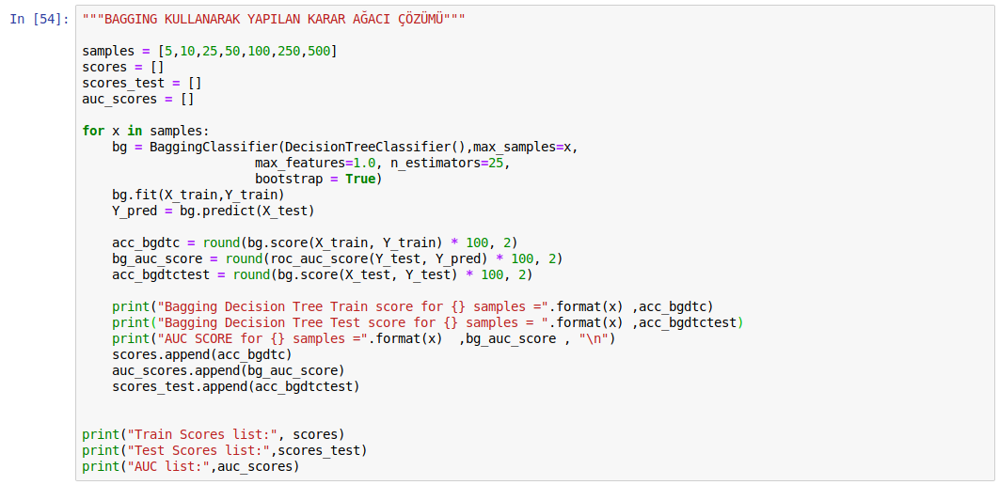 In [54]: """BAGGING KULLANARAK YAPILAN KARAR AĞACI ÇÖZÜMÜ"""
samples = [5,10,25,50,100,250,500]
scores = []
scores_test = []
auc_scores = []
for x in samples:
    bg = BaggingClassifier(DecisionTreeClassifier(),max_samples=x,
                       max_features=1.0, n_estimators=25,
                       bootstrap = True)
    bg.fit(X_train,Y_train)
    Y_pred = bg.predict(X_test)
    acc_bgdtc = round(bg.score(X_train, Y_train) * 100, 2)
    bg_auc_score = round(roc_auc_score(Y_test, Y_pred) * 100, 2)
    acc_bgdtctest = round(bg.score(X_test, Y_test) * 100, 2)
    print("Bagging Decision Tree Train score for {} samples =".format(x) ,acc_bgdtc)
    print("Bagging Decision Tree Test score for {} samples = ".format(x) ,acc_bgdtctest)
    print("AUC SCORE for {} samples =".format(x)  ,bg_auc_score , "\n")
    scores.append(acc_bgdtc)
    auc_scores.append(bg_auc_score)
    scores_test.append(acc_bgdtctest)
print("Train Scores list:", scores)
print("Test Scores list:",scores_test)
print("AUC list:",auc_scores)